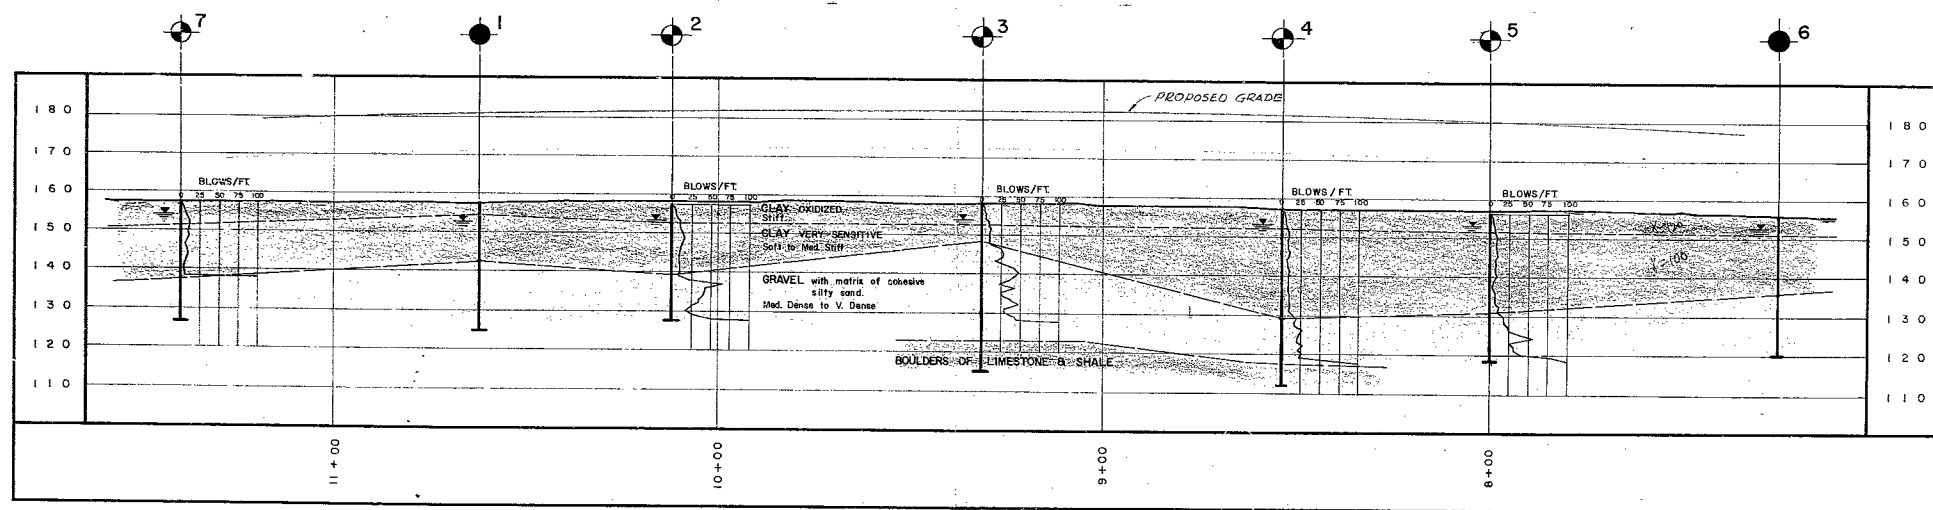 7 1 2 3 4 5 6
PROPOSED GRADE
180
170
160
150
140
130
120
110
BLOWS/FT.
0 25 50 75 100
BLOWS/FT.
0 25 50 75 100
CLAY OXIDIZED
Stiff
CLAY VERY SENSITIVE
Soft to Med. Stiff
GRAVEL with matrix of cohesive
silty sand.
Med. Dense to V. Dense
BLOWS/FT.
0 25 50 75 100
BOULDERS OF LIMESTONE & SHALE
BLOWS / FT.
0 25 50 75 100
BLOWS/FT.
0 25 50 75 100
180
170
160
150
140
130
120
110
11+00
10+00
9+00
8+00